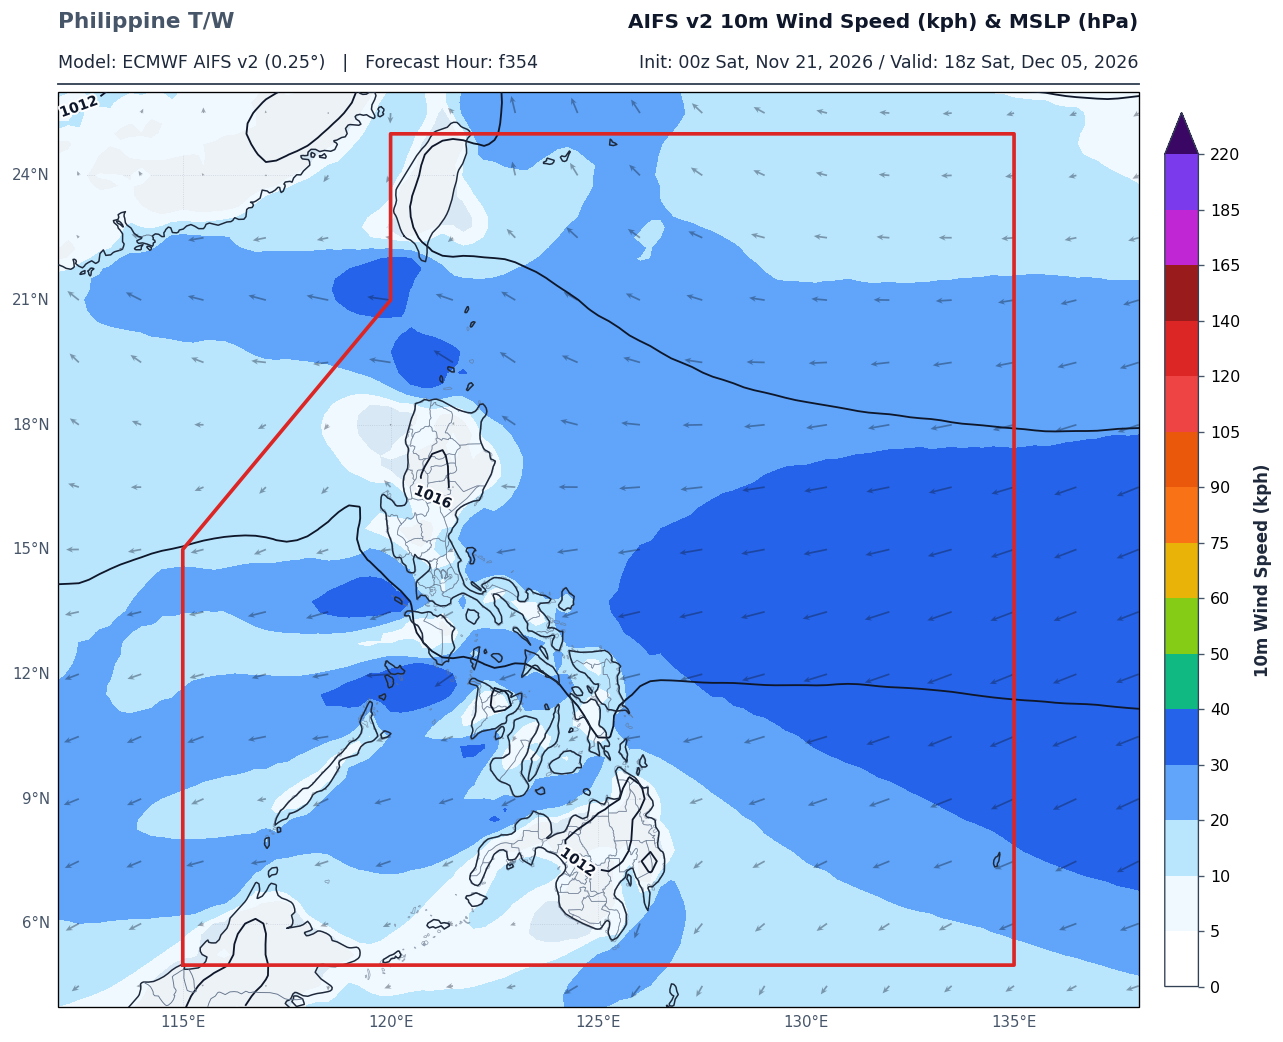 Philippine T/W
AIFS v2 10m Wind Speed (kph) & MSLP (hPa)
Model: ECMWF AIFS v2 (0.25°) | Forecast Hour: f354
Init: 00z Sat, Nov 21, 2026 / Valid: 18z Sat, Dec 05, 2026
1012
24°N
21°N
18°N
15°N
12°N
9°N
6°N
1016
1012
115°E
120°E
125°E
130°E
135°E
220
185
165
140
120
105
90
75
60
50
40
30
20
10
5
0
10m Wind Speed (kph)